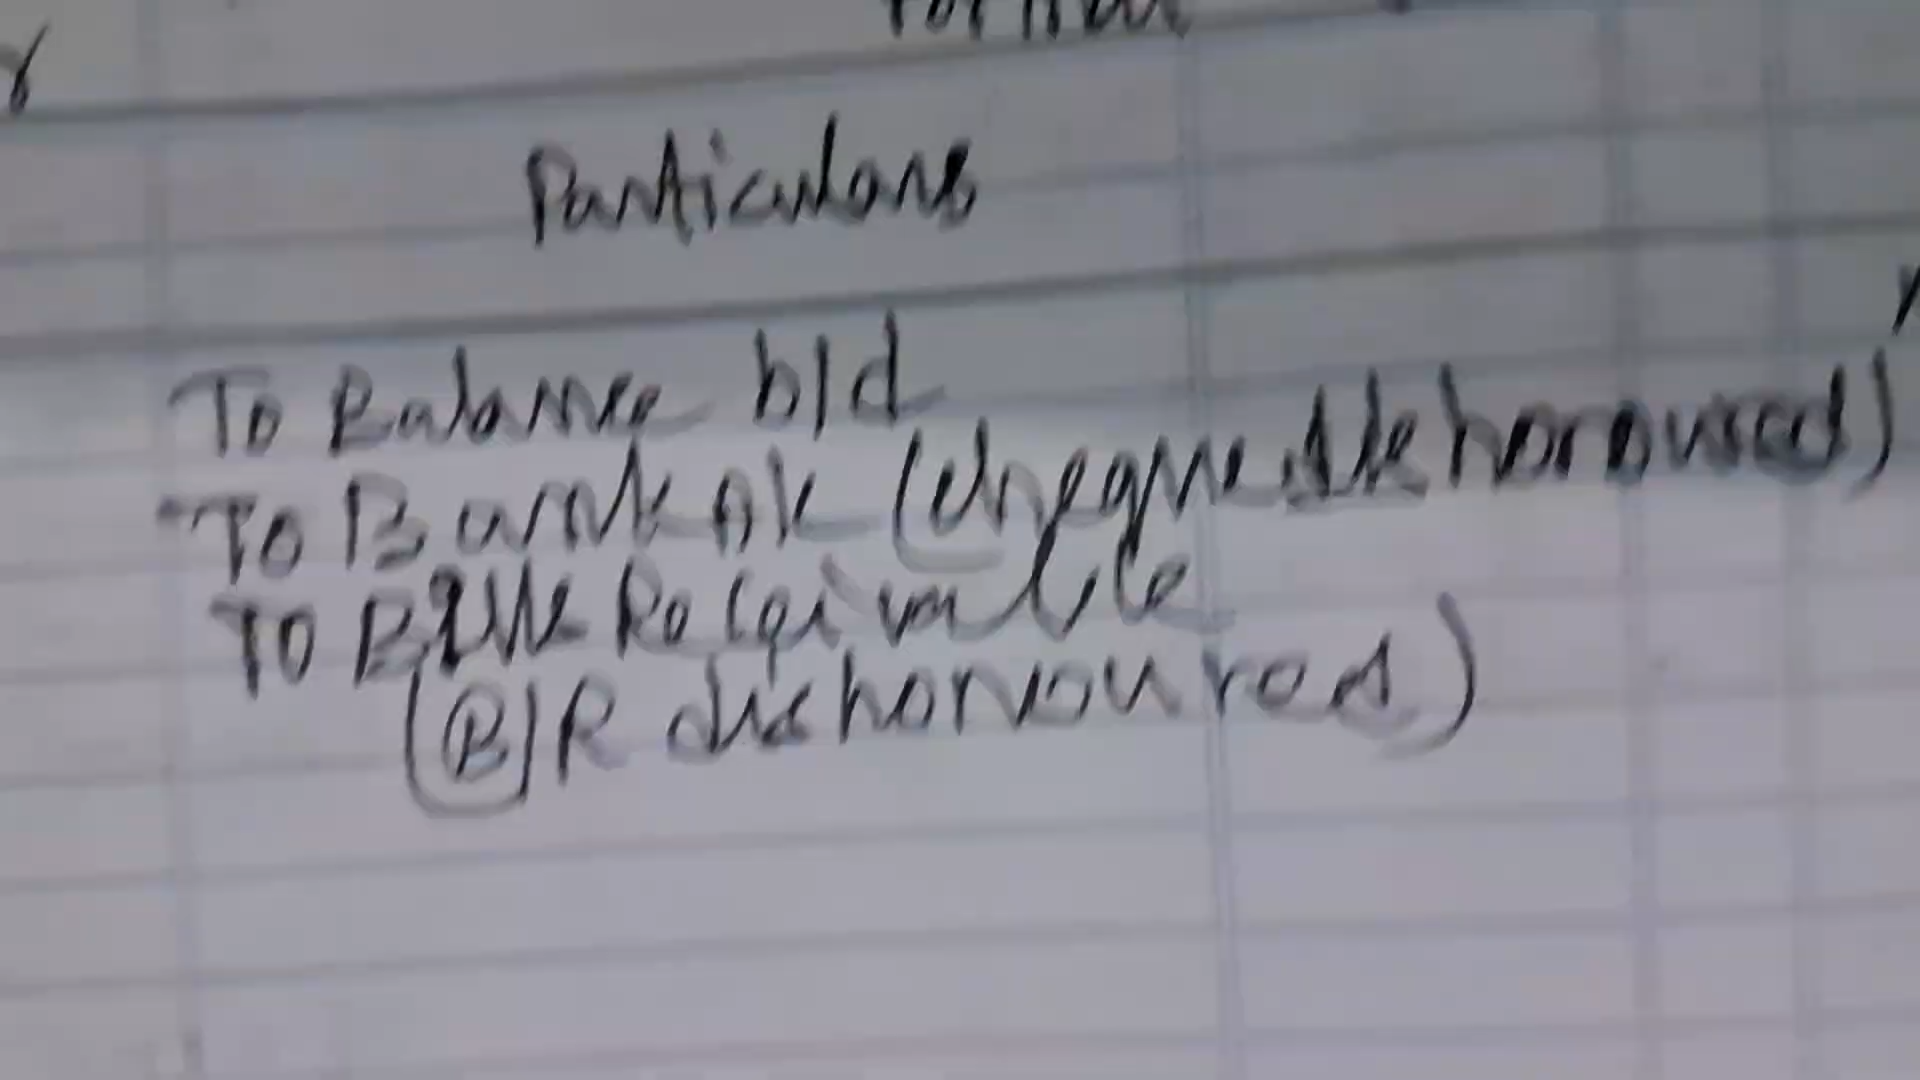 Particulars
To Balance b/d
To Bank A/c (cheque dishonoured)
To Bills Receivable
(B/R dishonoured)